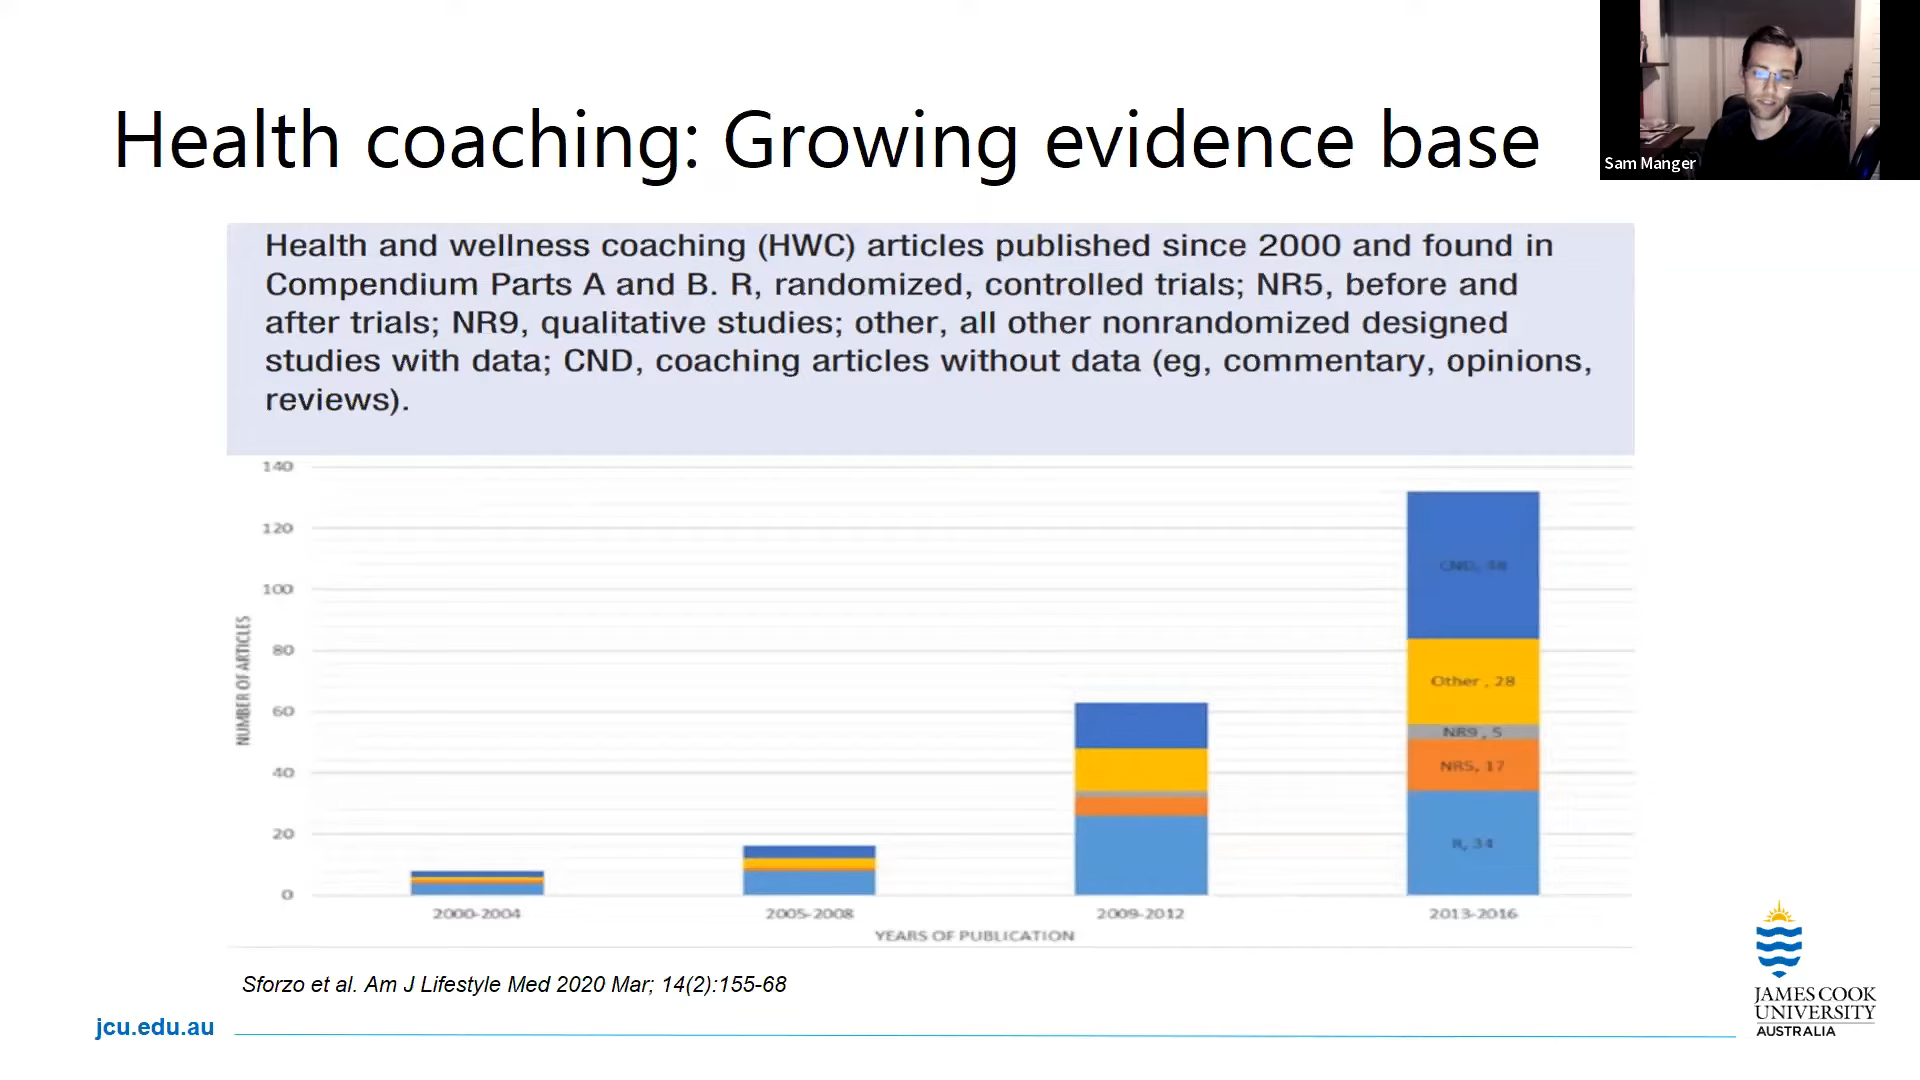 Health coaching: Growing evidence base
Sam Manger
Health and wellness coaching (HWC) articles published since 2000 and found in
Compendium Parts A and B. R, randomized, controlled trials; NR5, before and
after trials; NR9, qualitative studies; other, all other nonrandomized designed
studies with data; CND, coaching articles without data (eg, commentary, opinions,
reviews).
140
120
100
80
60
40
20
0
NUMBER OF ARTICLES
CND, 48
Other , 28
NR9 , 5
NR5, 17
R, 34
2000-2004
2005-2008
2009-2012
2013-2016
YEARS OF PUBLICATION
Sforzo et al. Am J Lifestyle Med 2020 Mar; 14(2):155-68
jcu.edu.au
JAMES COOK
UNIVERSITY
AUSTRALIA